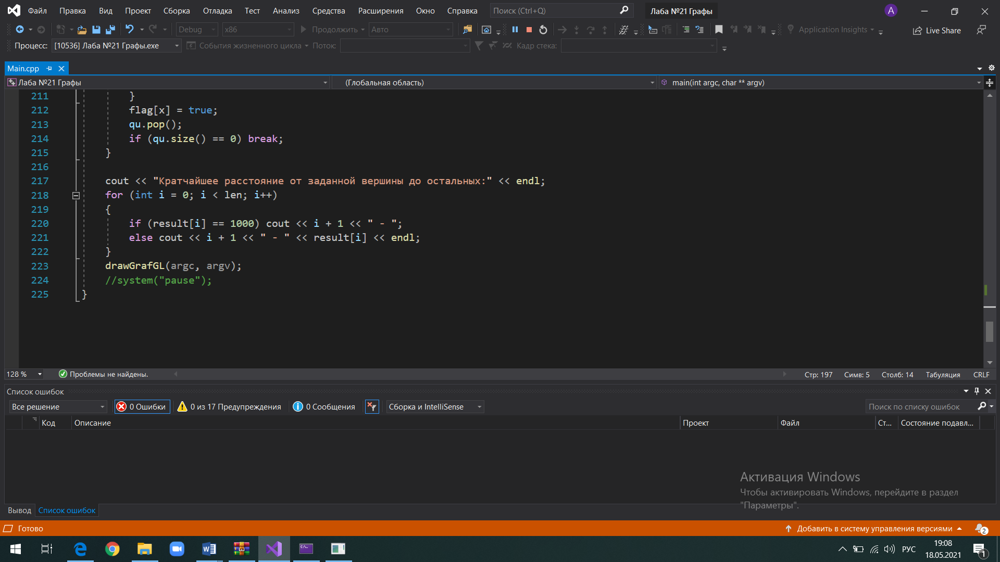 Файл Правка Вид Проект Сборка Отладка Тест Анализ Средства Расширения Окно Справка Поиск (Ctrl+Q) Лаба №21 Графы A
Debug x86 Продолжить Авто Application Insights Live Share
Процесс: [10536] Лаба №21 Графы.exe События жизненного цикла Поток: Кадр стека:
Main.cpp
Лаба №21 Графы (Глобальная область) main(int argc, char ** argv)
211 }
212 flag[x] = true;
213 qu.pop();
214 if (qu.size() == 0) break;
215 }
216
217 cout << "Кратчайшее расстояние от заданной вершины до остальных:" << endl;
218 for (int i = 0; i < len; i++)
219 {
220 if (result[i] == 1000) cout << i + 1 << " - ";
221 else cout << i + 1 << " - " << result[i] << endl;
222 }
223 drawGrafGL(argc, argv);
224 //system("pause");
225 }
128 % Проблемы не найдены. Стр: 197 Симв: 5 Столб: 14 Табуляция CRLF
Список ошибок
Все решение 0 Ошибки 0 из 17 Предупреждения 0 Сообщения Сборка и IntelliSense Поиск по списку ошибок
Код Описание Проект Файл Ст... Состояние подавл...
Активация Windows
Чтобы активировать Windows, перейдите в раздел
"Параметры".
Вывод Список ошибок
Готово Добавить в систему управления версиями 2
РУС 19:08
18.05.2021 1